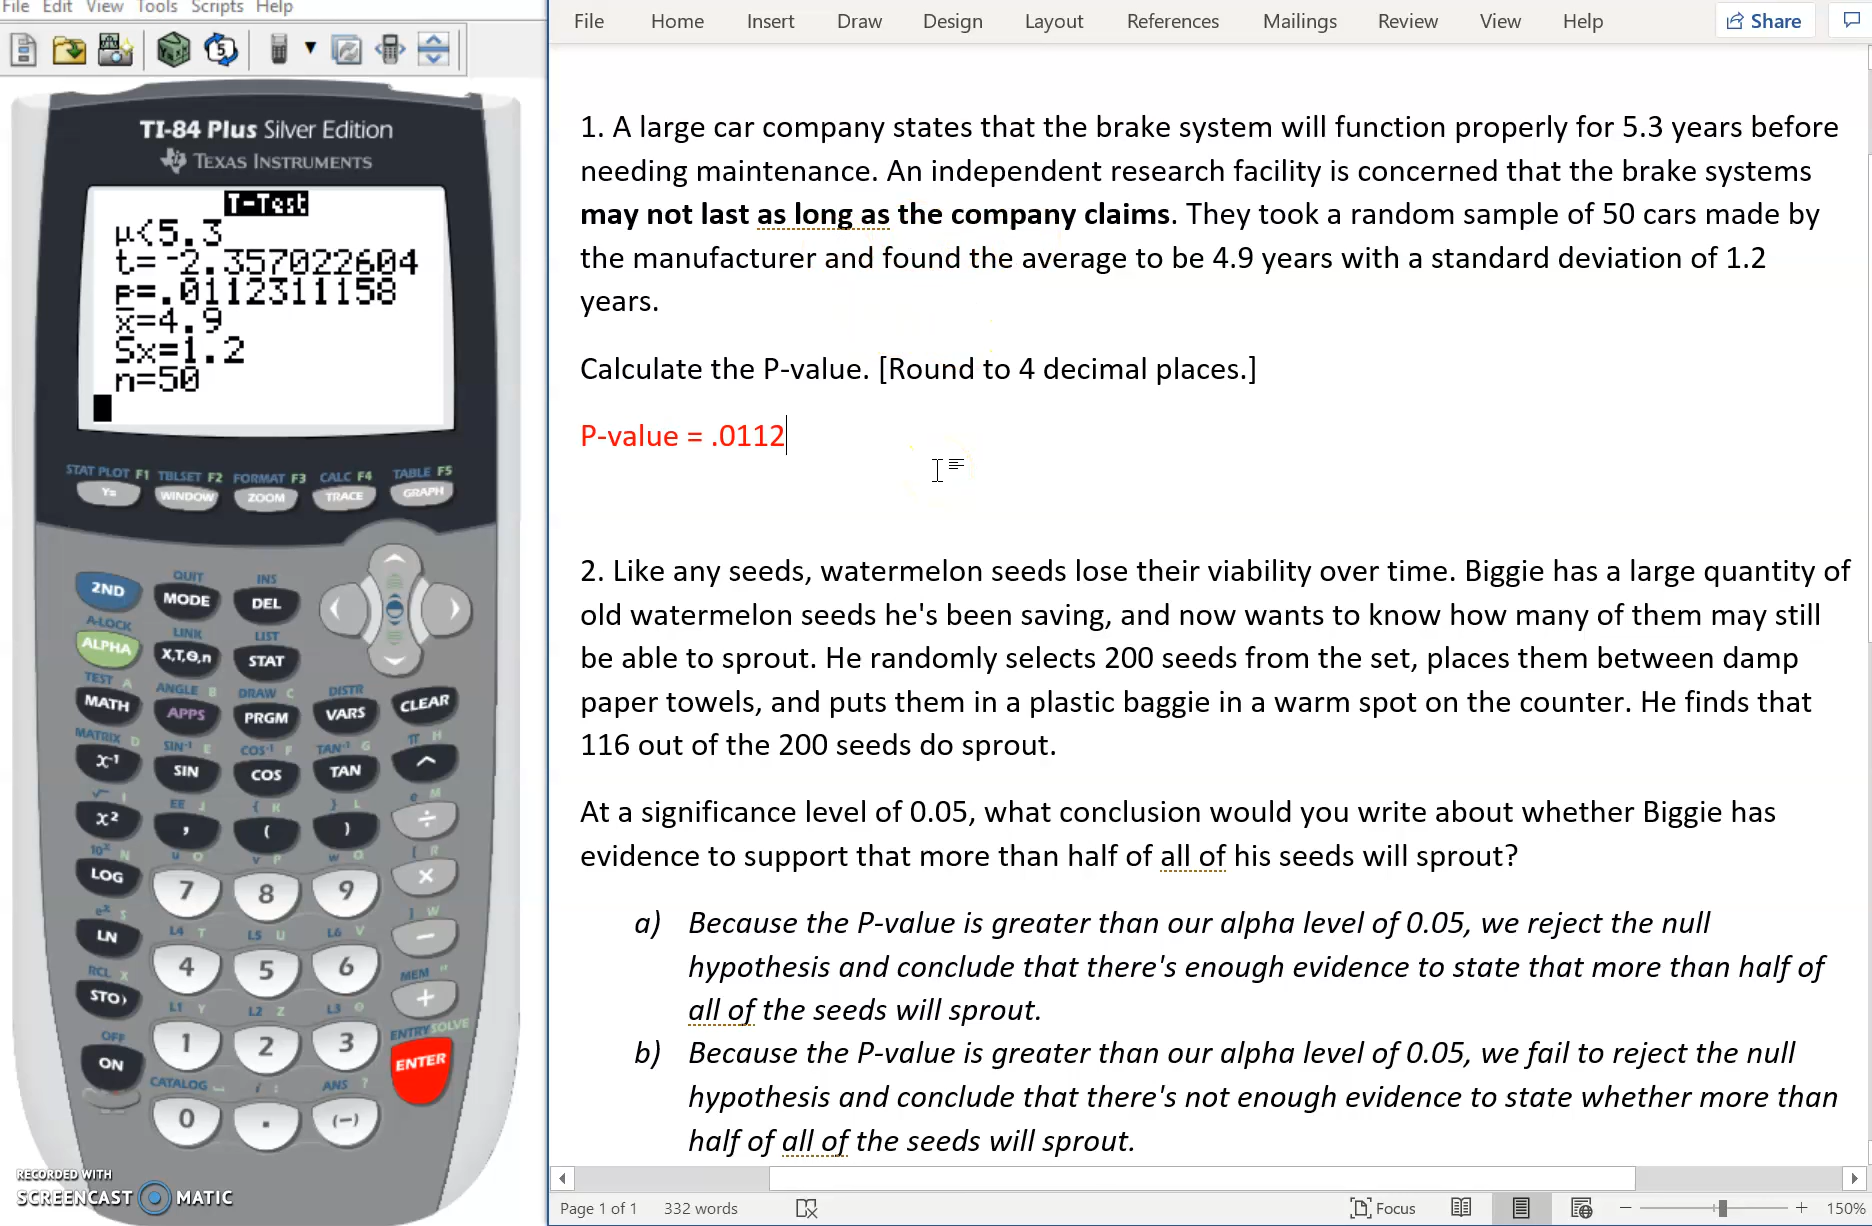 File Edit View Tools Scripts Help
File Home Insert Draw Design Layout References Mailings Review View Help Share
TI-84 Plus Silver Edition
TEXAS INSTRUMENTS
T-Test
μ<5.3
t=-2.357022604
p=.0112311158
x̄=4.9
Sx=1.2
n=50
STAT PLOT F1 TBLSET F2 FORMAT F3 CALC F4 TABLE F5
Y= WINDOW ZOOM TRACE GRAPH
QUIT INS
2ND MODE DEL
A-LOCK LINK LIST
ALPHA X,T,Θ,n STAT
TEST A ANGLE B DRAW C DISTR
MATH APPS PRGM VARS CLEAR
MATRIX D SIN-1 E COS-1 F TAN-1 G π H
x-1 SIN COS TAN ^
√ I EE J { K } L e M
x2 , ( ) ÷
10x N u O v P w Q [ R
LOG 7 8 9 ×
ex S L4 T L5 U L6 V ] W
LN 4 5 6 −
RCL X L1 Y L2 Z L3 θ MEM "
STO› 1 2 3 +
OFF CATALOG i : ANS ? ENTRY SOLVE
ON 0 . (−) ENTER
RECORDED WITH
SCREENCAST MATIC
1. A large car company states that the brake system will function properly for 5.3 years before
needing maintenance. An independent research facility is concerned that the brake systems
may not last as long as the company claims. They took a random sample of 50 cars made by
the manufacturer and found the average to be 4.9 years with a standard deviation of 1.2
years.
Calculate the P-value. [Round to 4 decimal places.]
P-value = .0112
2. Like any seeds, watermelon seeds lose their viability over time. Biggie has a large quantity of
old watermelon seeds he's been saving, and now wants to know how many of them may still
be able to sprout. He randomly selects 200 seeds from the set, places them between damp
paper towels, and puts them in a plastic baggie in a warm spot on the counter. He finds that
116 out of the 200 seeds do sprout.
At a significance level of 0.05, what conclusion would you write about whether Biggie has
evidence to support that more than half of all of his seeds will sprout?
a) Because the P-value is greater than our alpha level of 0.05, we reject the null
hypothesis and conclude that there's enough evidence to state that more than half of
all of the seeds will sprout.
b) Because the P-value is greater than our alpha level of 0.05, we fail to reject the null
hypothesis and conclude that there's not enough evidence to state whether more than
half of all of the seeds will sprout.
Page 1 of 1 332 words Focus 150%